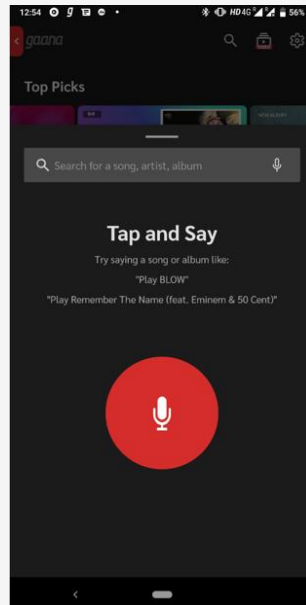 12:54 HD4G 56%
gaana
Top Picks
Search for a song, artist, album
Tap and Say
Try saying a song or album like:
"Play BLOW"
"Play Remember The Name (feat. Eminem & 50 Cent)"